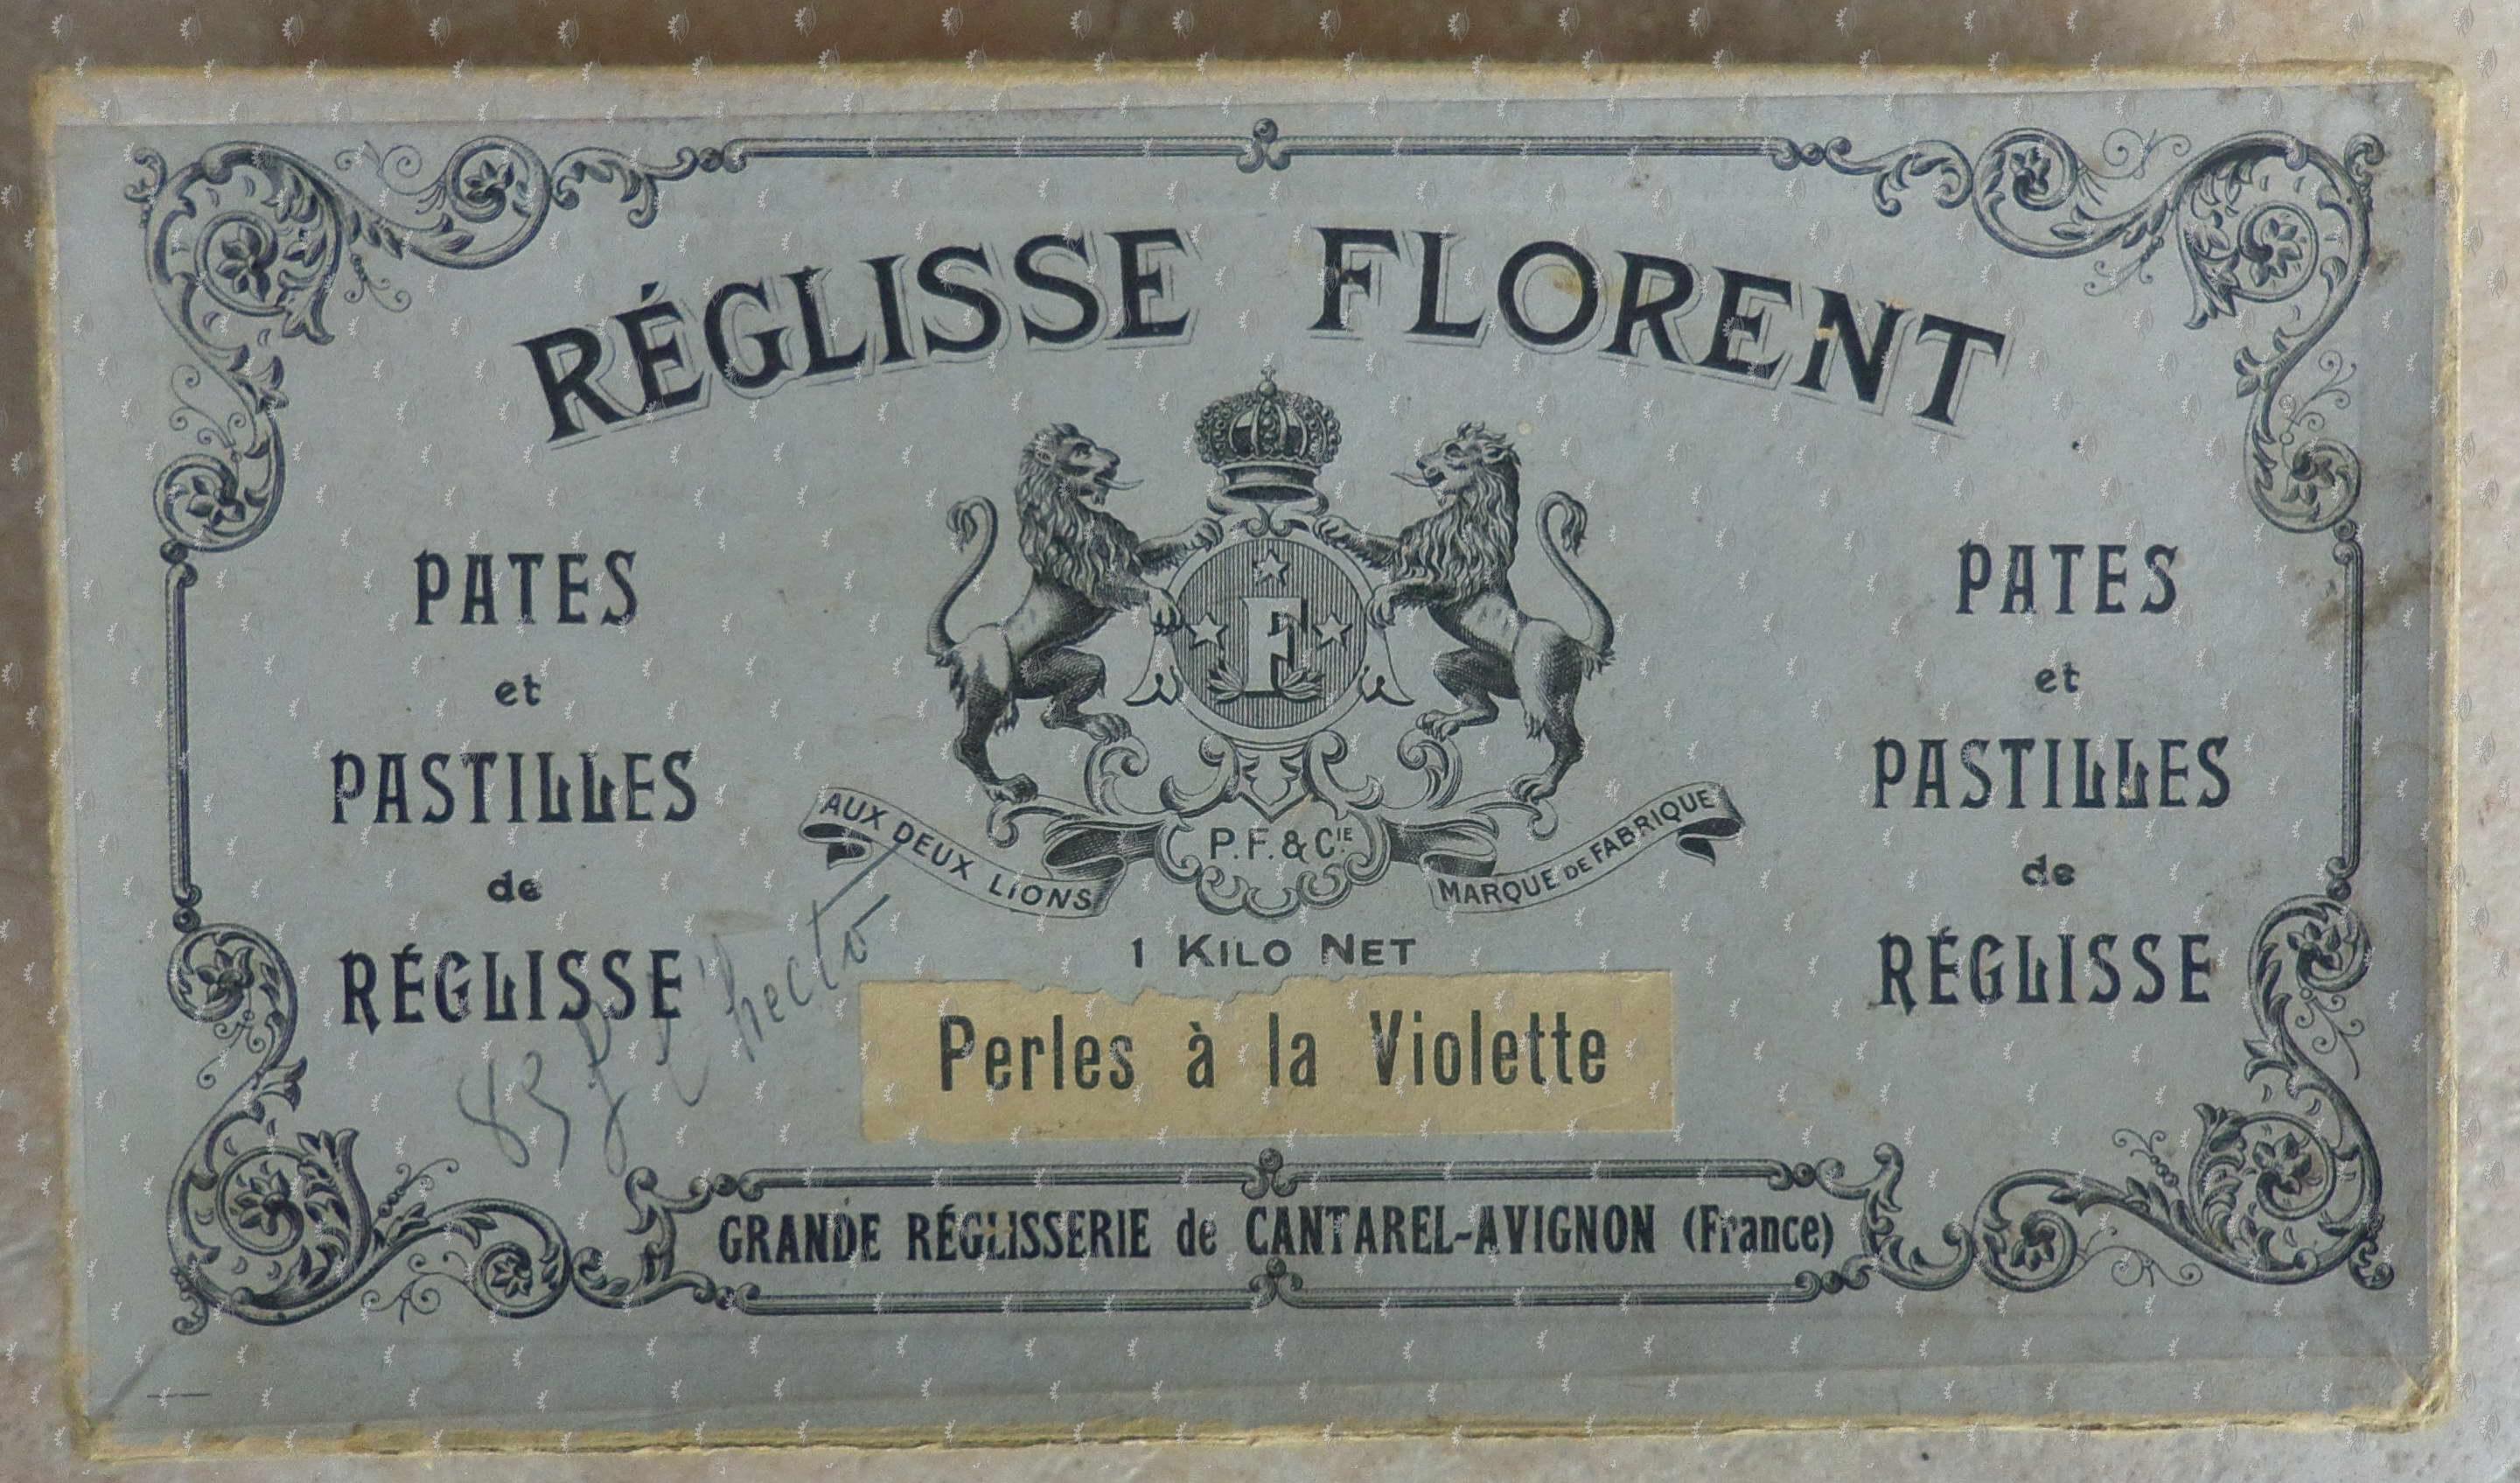 RÉGLISSE FLORENT
PATES
et
PASTILLES
de
RÉGLISSE
F
AUX DEUX LIONS
P.F. & CIE
MARQUE DE FABRIQUE
1 KILO NET
PATES
et
PASTILLES
de
RÉGLISSE
hecto
Perles à la Violette
GRANDE RÉGLISSERIE de CANTAREL-AVIGNON (France)